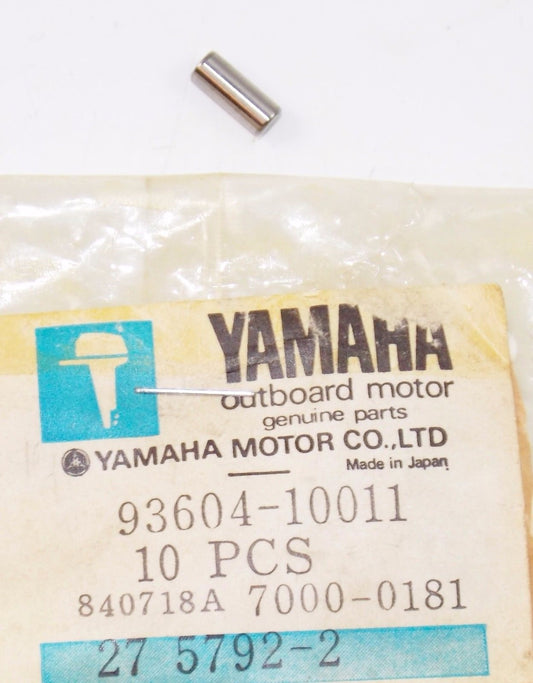 YAMAHA
outboard motor
genuine parts
YAMAHA MOTOR CO.,LTD
Made in Japan
93604-10011
10 PCS
840718A 7000-0181
27 5792-2